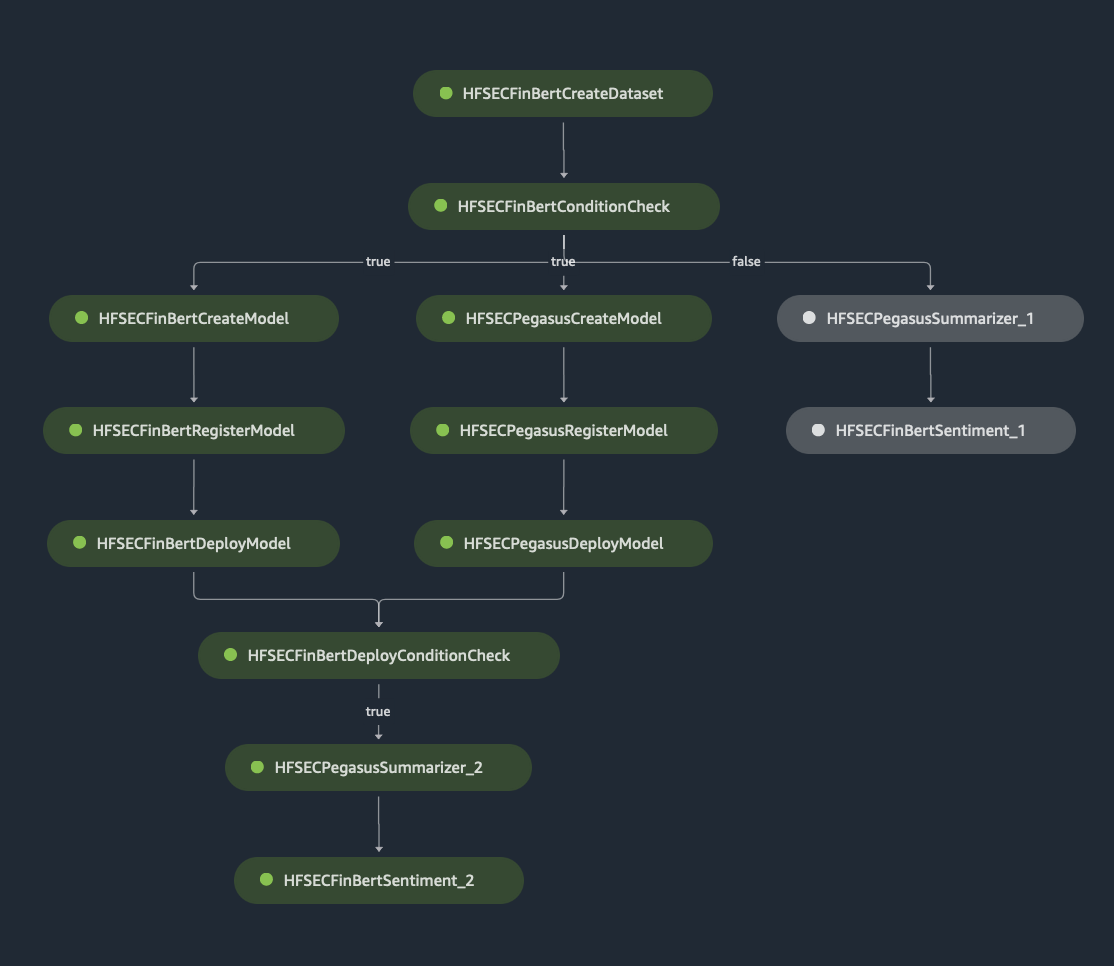 HFSECFinBertCreateDataset
HFSECFinBertConditionCheck
true true false
HFSECFinBertCreateModel HFSECPegasusCreateModel HFSECPegasusSummarizer_1
HFSECFinBertRegisterModel HFSECPegasusRegisterModel HFSECFinBertSentiment_1
HFSECFinBertDeployModel HFSECPegasusDeployModel
HFSECFinBertDeployConditionCheck
true
HFSECPegasusSummarizer_2
HFSECFinBertSentiment_2